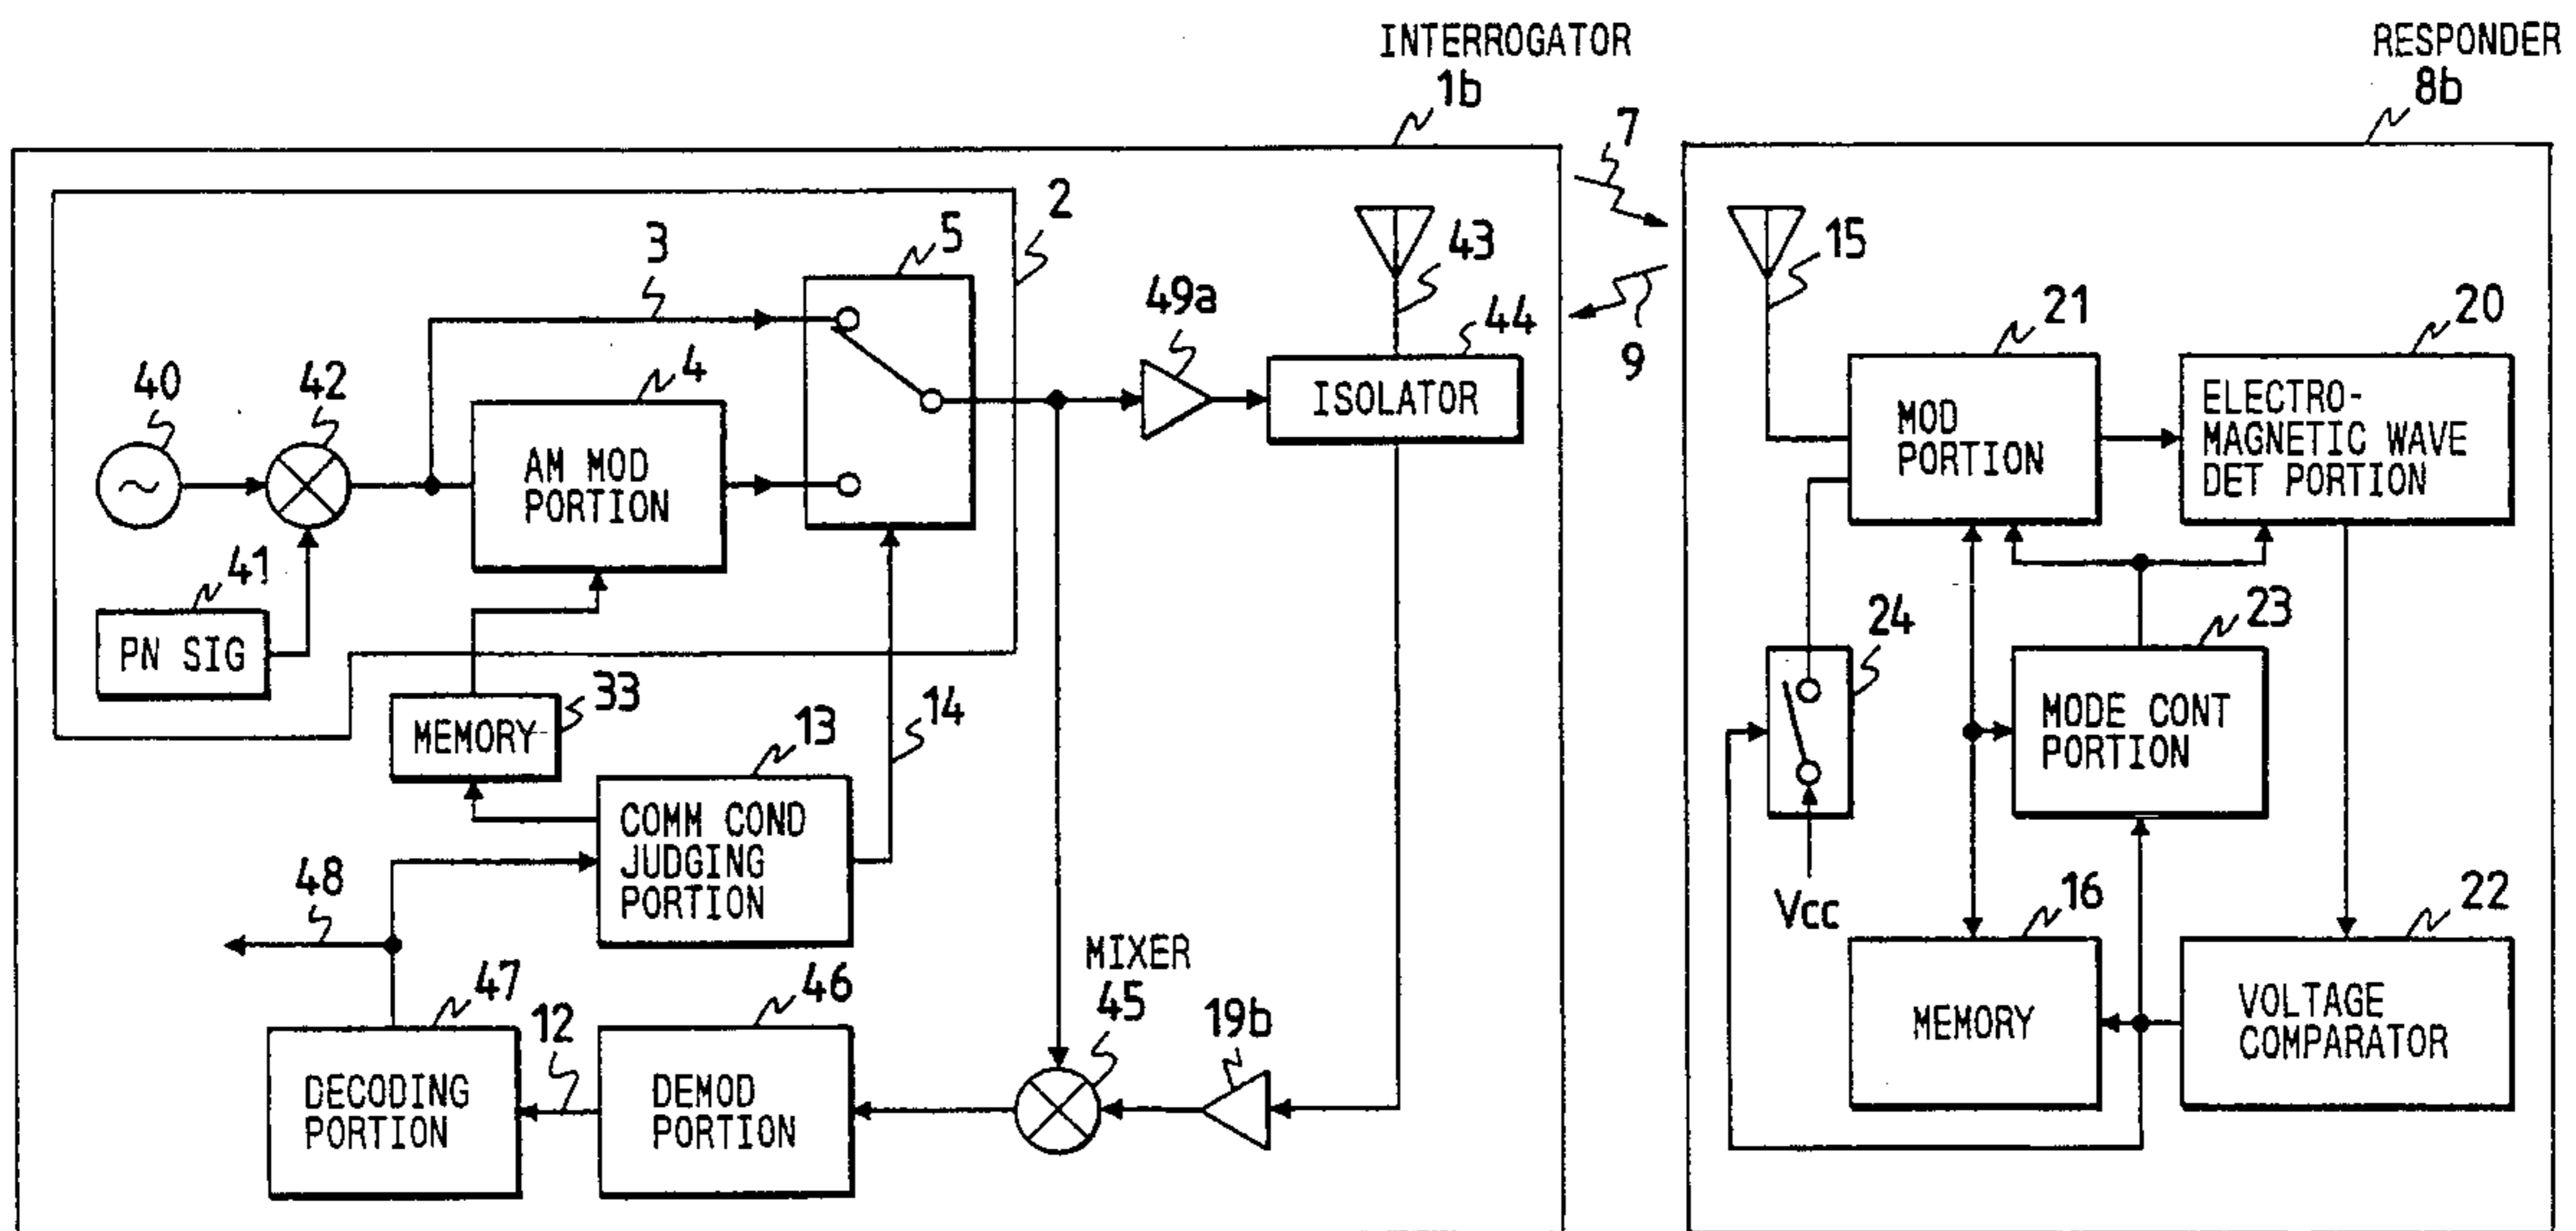 INTERROGATOR
1b
RESPONDER
8b
7
9
2
3
5
43
49a
44
ISOLATOR
40
42
4
AM MOD
PORTION
41
PN SIG
33
MEMORY
13
14
COMM COND
JUDGING
PORTION
48
47
DECODING
PORTION
12
46
DEMOD
PORTION
MIXER
45
19b
15
21
MOD
PORTION
20
ELECTRO-
MAGNETIC WAVE
DET PORTION
24
Vcc
23
MODE CONT
PORTION
16
MEMORY
22
VOLTAGE
COMPARATOR